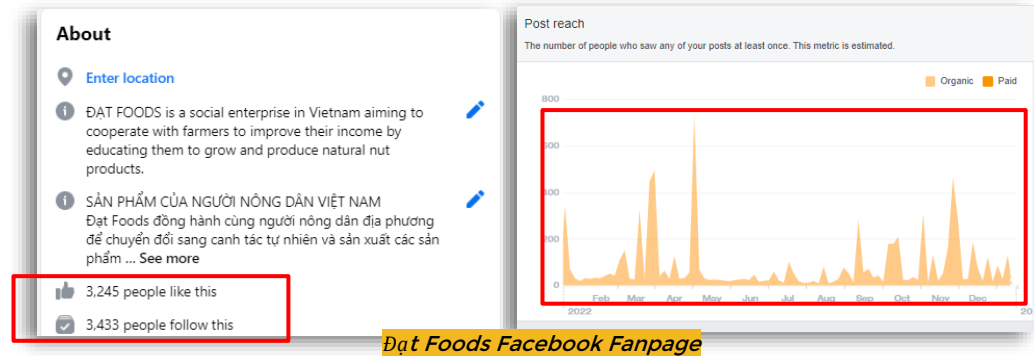 About
Enter location
ĐẠT FOODS is a social enterprise in Vietnam aiming to
cooperate with farmers to improve their income by
educating them to grow and produce natural nut
products.
SẢN PHẨM CỦA NGƯỜI NÔNG DÂN VIỆT NAM
Đạt Foods đồng hành cùng người nông dân địa phương
để chuyển đổi sang canh tác tự nhiên và sản xuất các sản
phẩm ... See more
3,245 people like this
3,433 people follow this
Post reach
The number of people who saw any of your posts at least once. This metric is estimated.
Organic Paid
800
600
400
200
0
Feb Mar Apr May Jun Jul Aug Sep Oct Nov Dec
2022 20
Đạt Foods Facebook Fanpage